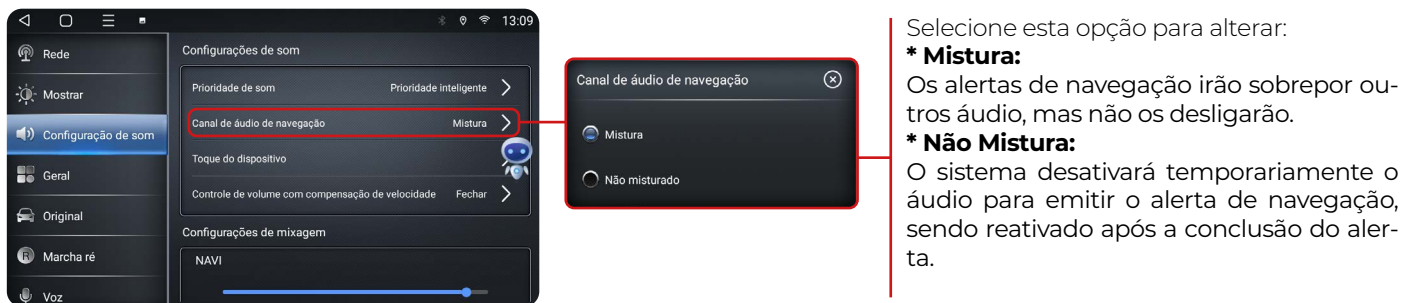 13:09
Rede
Mostrar
Configuração de som
Geral
Original
R Marcha ré
Voz
Configurações de som
Prioridade de som Prioridade inteligente
Canal de áudio de navegação Mistura
Toque do dispositivo
Controle de volume com compensação de velocidade Fechar
Configurações de mixagem
NAVI
Canal de áudio de navegação
Mistura
Não misturado
Selecione esta opção para alterar:
* Mistura:
Os alertas de navegação irão sobrepor ou-
tros áudio, mas não os desligarão.
* Não Mistura:
O sistema desativará temporariamente o
áudio para emitir o alerta de navegação,
sendo reativado após a conclusão do aler-
ta.